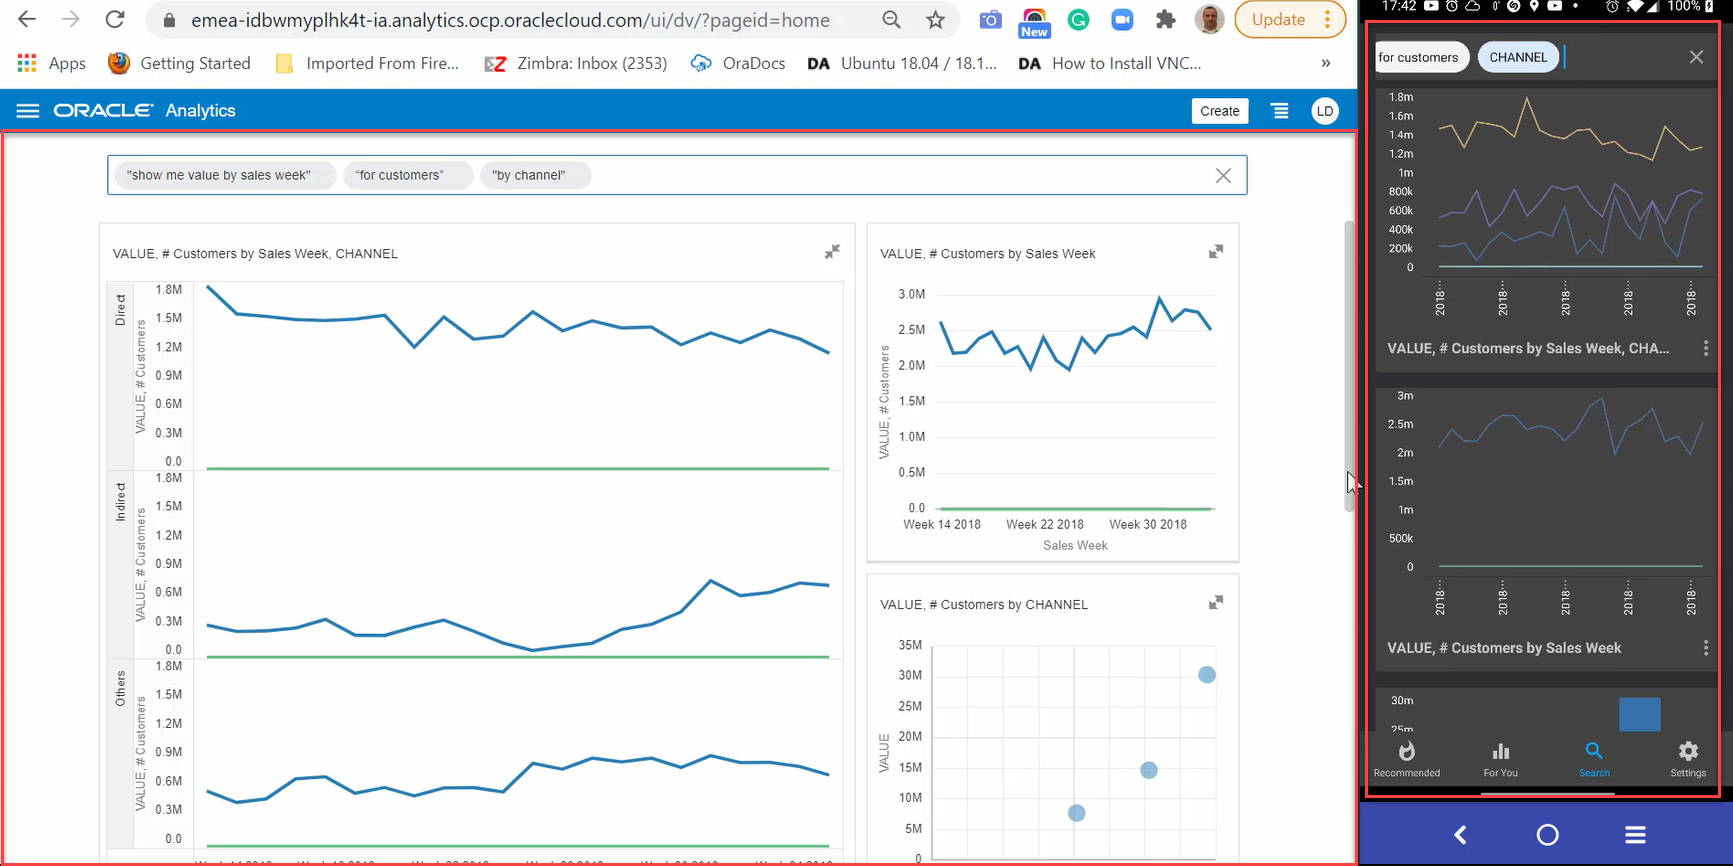 emea-idbwmyplhk4t-ia.analytics.ocp.oraclecloud.com/ui/dv/?pageid=home
New
Update
Apps
Getting Started
Imported From Fire...
Zimbra: Inbox (2353)
OraDocs
DA Ubuntu 18.04 / 18.1...
DA How to Install VNC...
»
ORACLE Analytics
Create
LD
"show me value by sales week"
"for customers"
"by channel"
VALUE, # Customers by Sales Week, CHANNEL
Direct
VALUE, # Customers
1.8M
1.5M
1.2M
0.9M
0.6M
0.3M
0.0
Indirect
VALUE, # Customers
1.8M
1.5M
1.2M
0.9M
0.6M
0.3M
0.0
Others
VALUE, # Customers
1.8M
1.5M
1.2M
0.9M
0.6M
0.3M
0.0
VALUE, # Customers by Sales Week
VALUE, # Customers
3.0M
2.5M
2.0M
1.5M
1.0M
0.5M
0.0
Week 14 2018
Week 22 2018
Week 30 2018
Sales Week
VALUE, # Customers by CHANNEL
VALUE
35M
30M
25M
20M
15M
10M
5M
0
17:42
100%
for customers
CHANNEL
1.8m
1.6m
1.4m
1.2m
1m
800k
600k
400k
200k
0
2018...
2018...
2018...
2018...
2018...
VALUE, # Customers by Sales Week, CHA...
3m
2.5m
2m
1.5m
1m
500k
0
2018...
2018...
2018...
2018...
2018...
VALUE, # Customers by Sales Week
30m
25m
Recommended
For You
Search
Settings